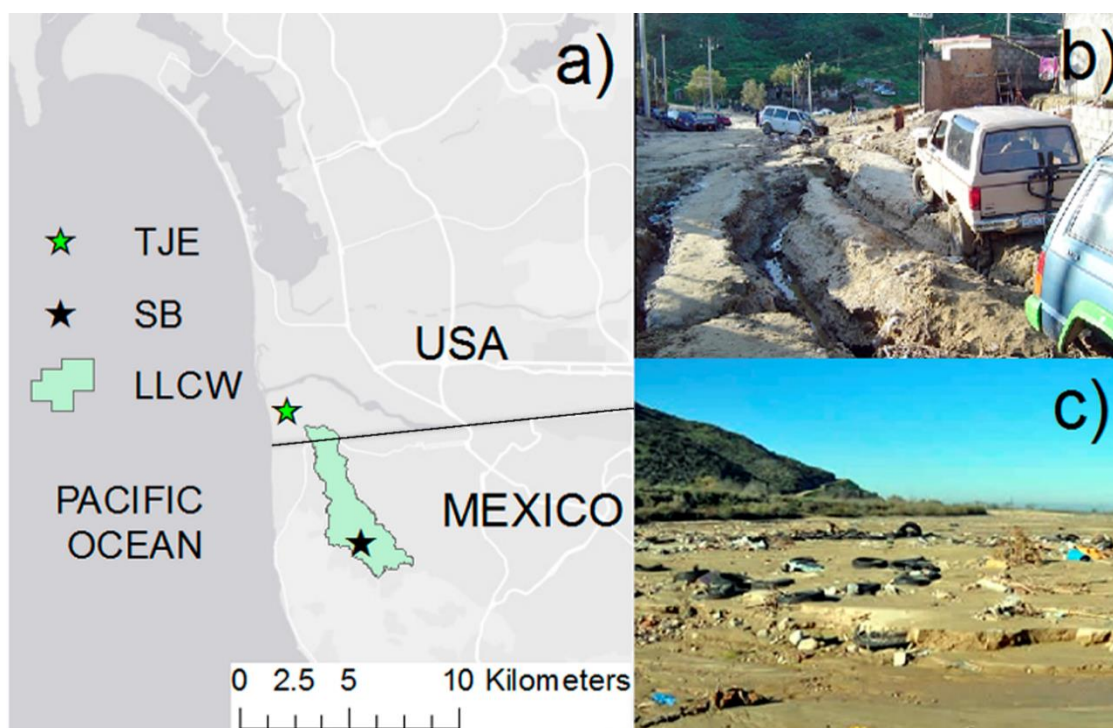 a)
TJE
SB
LLCW
USA
MEXICO
PACIFIC
OCEAN
0 2.5 5 10 Kilometers
b)
c)